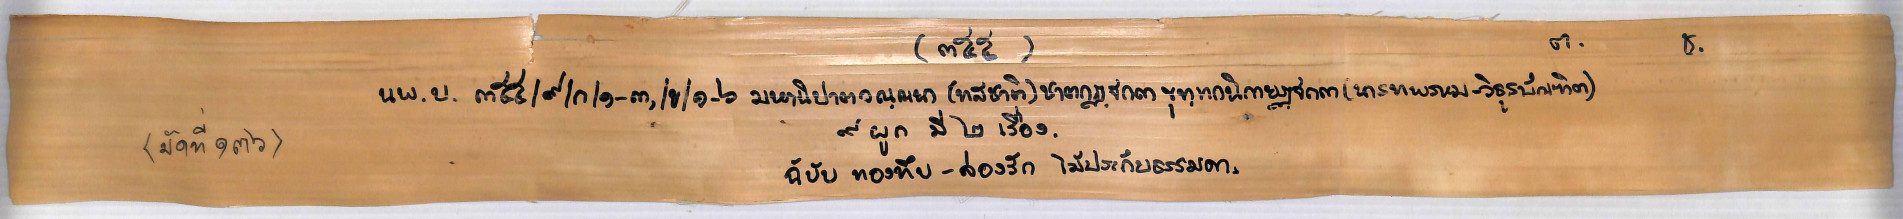 (๓๕๕ ) ต. ธ.
นพ.บ. ๓๕๕/๙/ก/๑-๓,/ข/๑-๖ มหานิปาตวณฺณนา (ทสชาติ) ชาตกฏฺฐกถา ขุทฺทกนิกายฏฺฐกถา (นารทพรหม-วิธูรบัณฑิต)
๙ ผูก มี ๒ เรื่อง.
(มัดที่ ๑๓๖)
ฉบับ ทองทึบ - ล่องรัก ไม้ประกับธรรมดา.